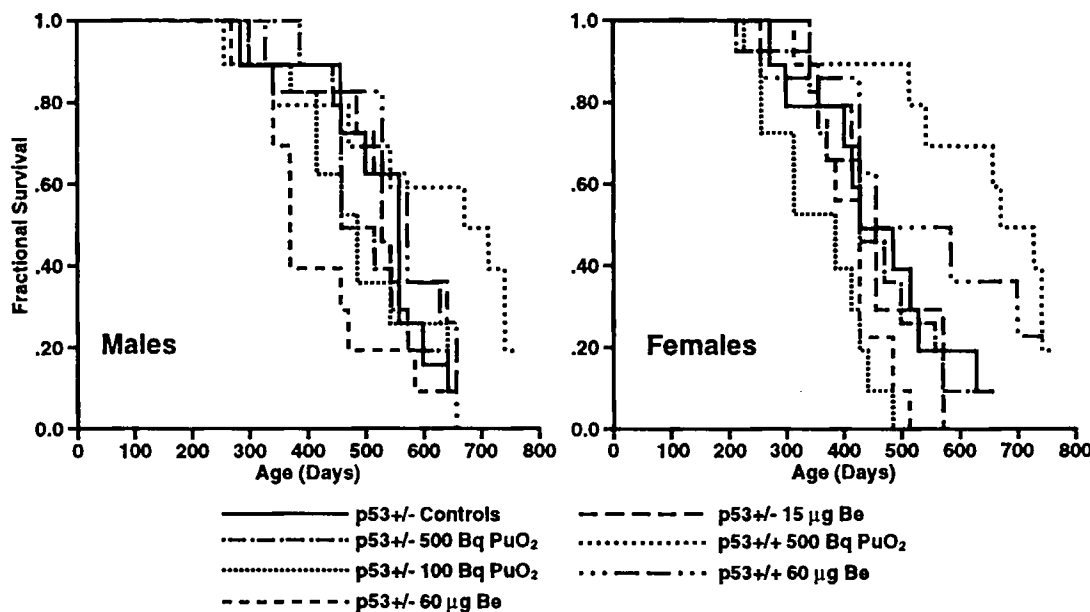 Fractional Survival
1.0
.80
.60
.40
.20
0.0
Males
0 100 200 300 400 500 600 700 800
Age (Days)
1.0
.80
.60
.40
.20
0.0
Females
0 100 200 300 400 500 600 700 800
Age (Days)
p53+/- Controls
p53+/- 500 Bq PuO₂
p53+/- 100 Bq PuO₂
p53+/- 60 µg Be
p53+/- 15 µg Be
p53+/+ 500 Bq PuO₂
p53+/+ 60 µg Be